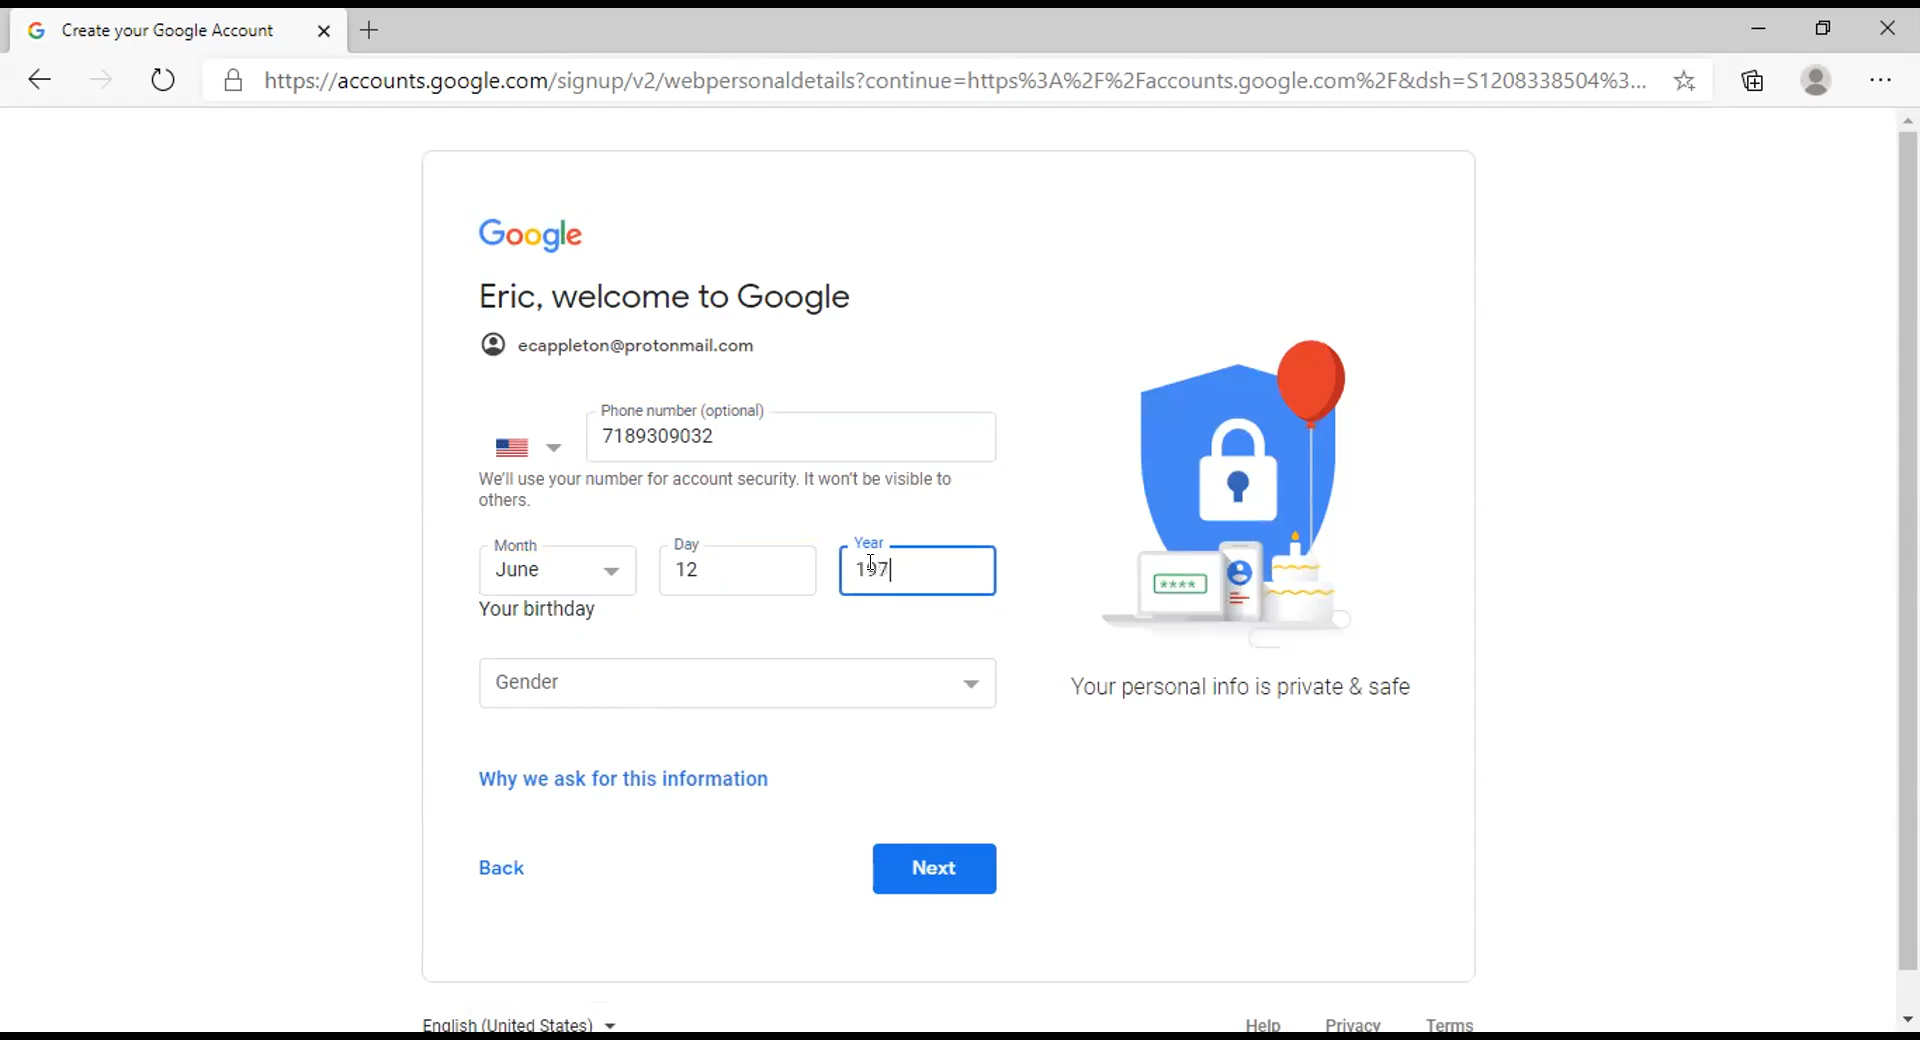 Create your Google Account
https://accounts.google.com/signup/v2/webpersonaldetails?continue=https%3A%2F%2Faccounts.google.com%2F&dsh=S1208338504%3...
Google
Eric, welcome to Google
ecappleton@protonmail.com
Phone number (optional)
7189309032
We'll use your number for account security. It won't be visible to
others.
Month Day Year
June 12 197
Your birthday
Gender
Why we ask for this information
Back Next
****
Your personal info is private & safe
English (United States) Help Privacy Terms